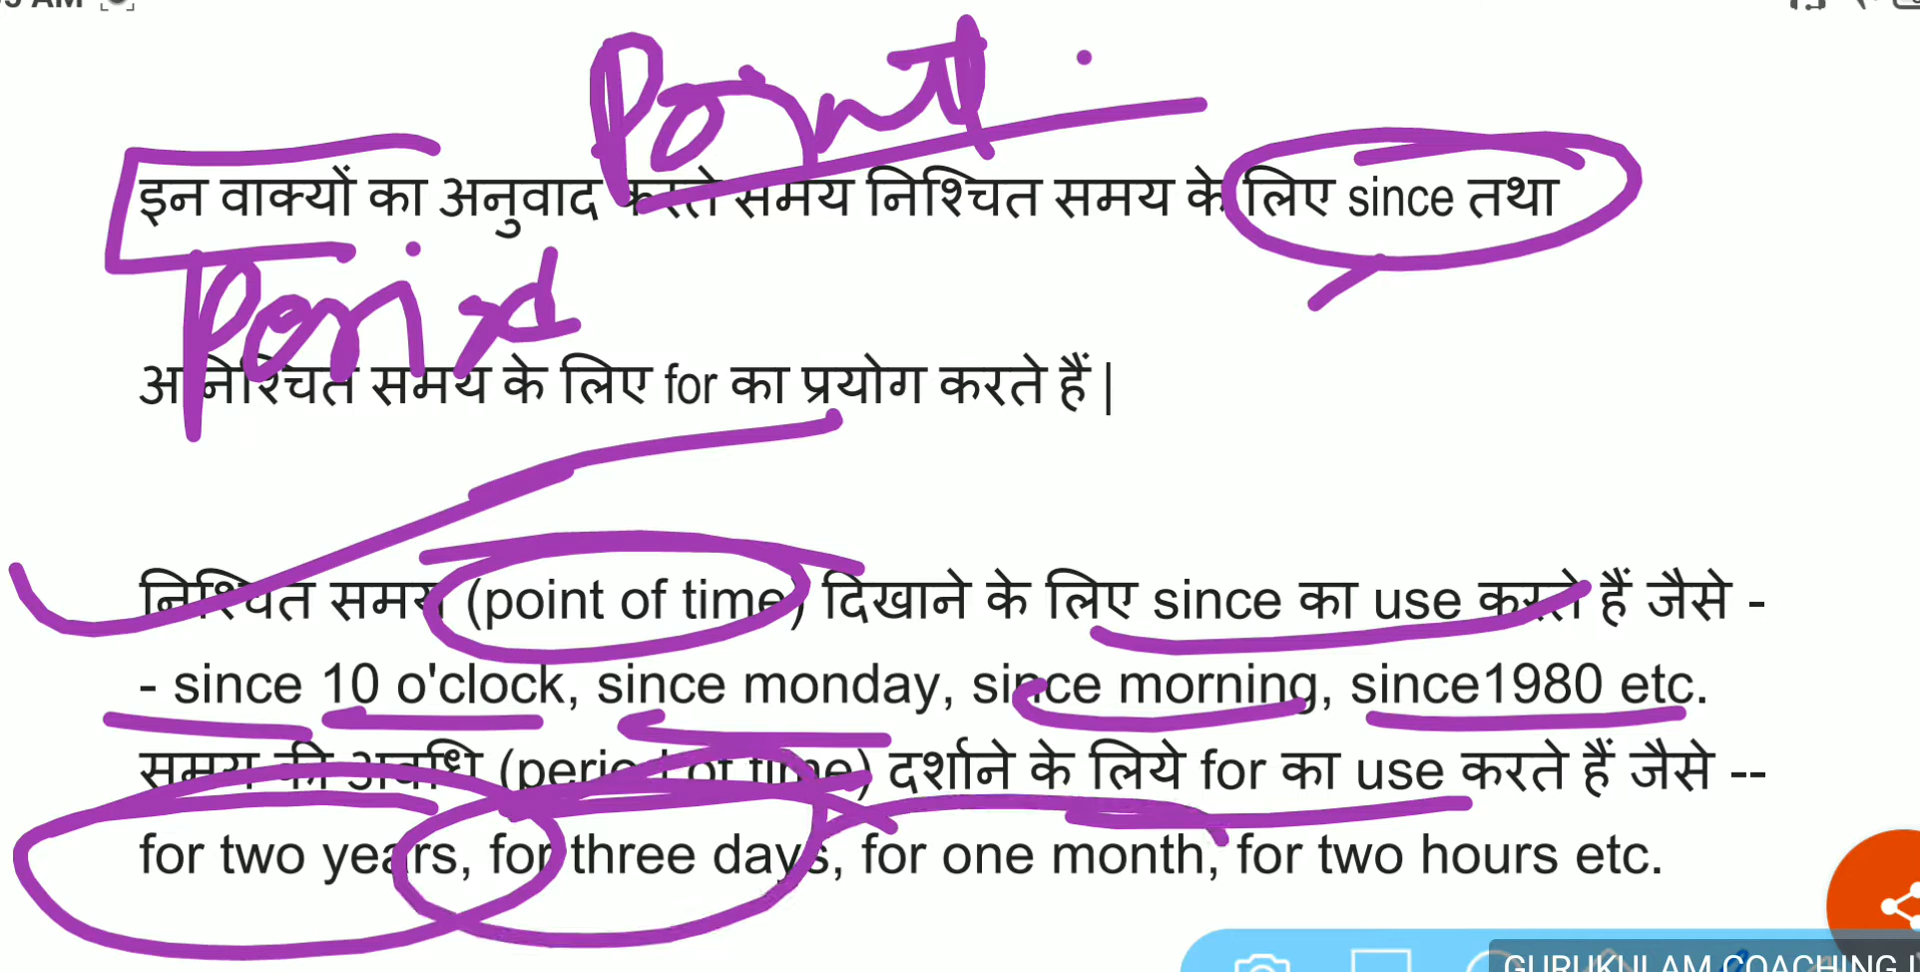 Point
इन वाक्यों का अनुवाद करते समय निश्चित समय के लिए since तथा
Period
अनिश्चित समय के लिए for का प्रयोग करते हैं |
निश्चित समय (point of time) दिखाने के लिए since का use करते हैं जैसे -
- since 10 o'clock, since monday, since morning, since1980 etc.
समय की अवधि (period of time) दर्शाने के लिये for का use करते हैं जैसे --
for two years, for three days, for one month, for two hours etc.
GURUKULAM COACHING